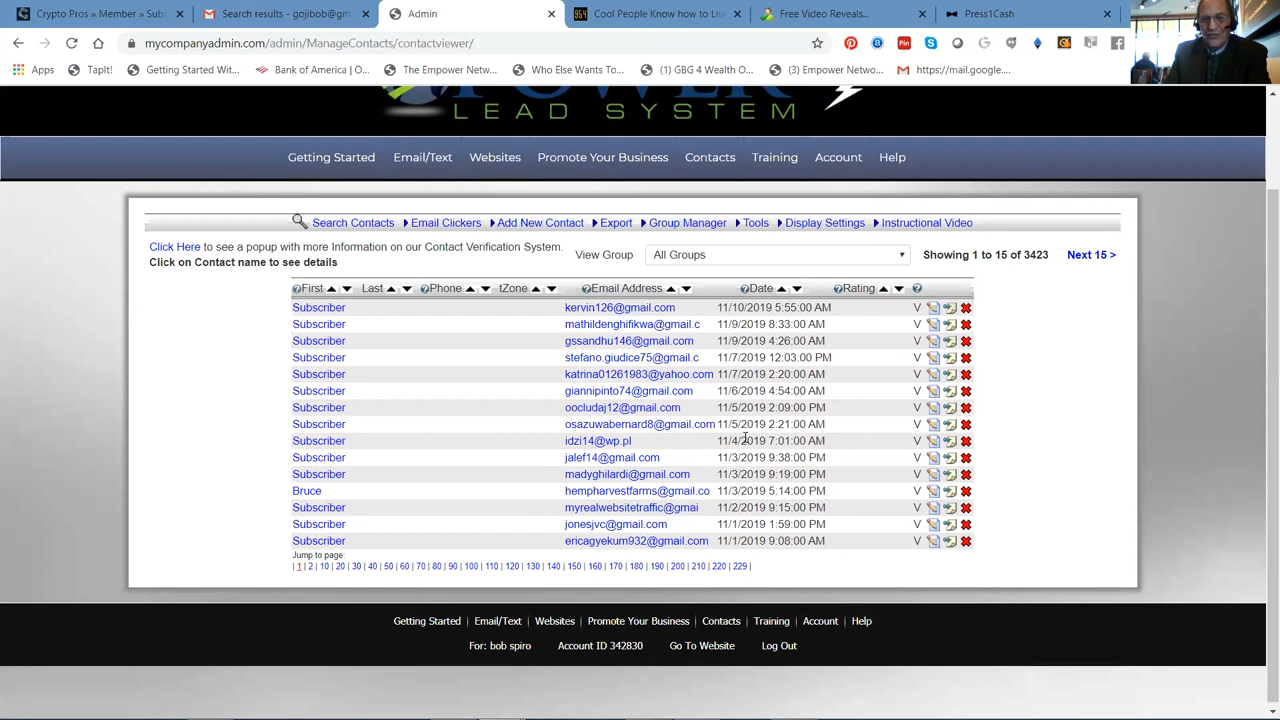 Crypto Pros » Member » Subm
Search results - gojibob@gma
Admin
Cool People Know how to Live
Free Video Reveals...
Press1Cash
mycompanyadmin.com/admin/ManageContacts/contactviewer/
Apps TapIt! Getting Started Wit... Bank of America | O... The Empower Netw... Who Else Wants To... (1) GBG 4 Wealth O... (3) Empower Netwo... https://mail.google....
LEAD SYSTEM
Getting Started Email/Text Websites Promote Your Business Contacts Training Account Help
Search Contacts Email Clickers Add New Contact Export Group Manager Tools Display Settings Instructional Video
Click Here to see a popup with more Information on our Contact Verification System.
Click on Contact name to see details
View Group All Groups Showing 1 to 15 of 3423 Next 15 >
First Last Phone tZone Email Address Date Rating
Subscriber kervin126@gmail.com 11/10/2019 5:55:00 AM V
Subscriber mathildenghifikwa@gmail.c 11/9/2019 8:33:00 AM V
Subscriber gssandhu146@gmail.com 11/9/2019 4:26:00 AM V
Subscriber stefano.giudice75@gmail.c 11/7/2019 12:03:00 PM V
Subscriber katrina01261983@yahoo.com 11/7/2019 2:20:00 AM V
Subscriber giannipinto74@gmail.com 11/6/2019 4:54:00 AM V
Subscriber oocludaj12@gmail.com 11/5/2019 2:09:00 PM V
Subscriber osazuwabernard8@gmail.com 11/5/2019 2:21:00 AM V
Subscriber idzi14@wp.pl 11/4/2019 7:01:00 AM V
Subscriber jalef14@gmail.com 11/3/2019 9:38:00 PM V
Subscriber madyghilardi@gmail.com 11/3/2019 9:19:00 PM V
Bruce hempharvestfarms@gmail.co 11/3/2019 5:14:00 PM V
Subscriber myrealwebsitetraffic@gmai 11/2/2019 9:15:00 PM V
Subscriber jonesjvc@gmail.com 11/1/2019 1:59:00 PM V
Subscriber ericagyekum932@gmail.com 11/1/2019 9:08:00 AM V
Jump to page:
| 1 | 2 | 10 | 20 | 30 | 40 | 50 | 60 | 70 | 80 | 90 | 100 | 110 | 120 | 130 | 140 | 150 | 160 | 170 | 180 | 190 | 200 | 210 | 220 | 229 |
Getting Started | Email/Text | Websites | Promote Your Business | Contacts | Training | Account | Help
For: bob spiro Account ID 342830 Go To Website Log Out